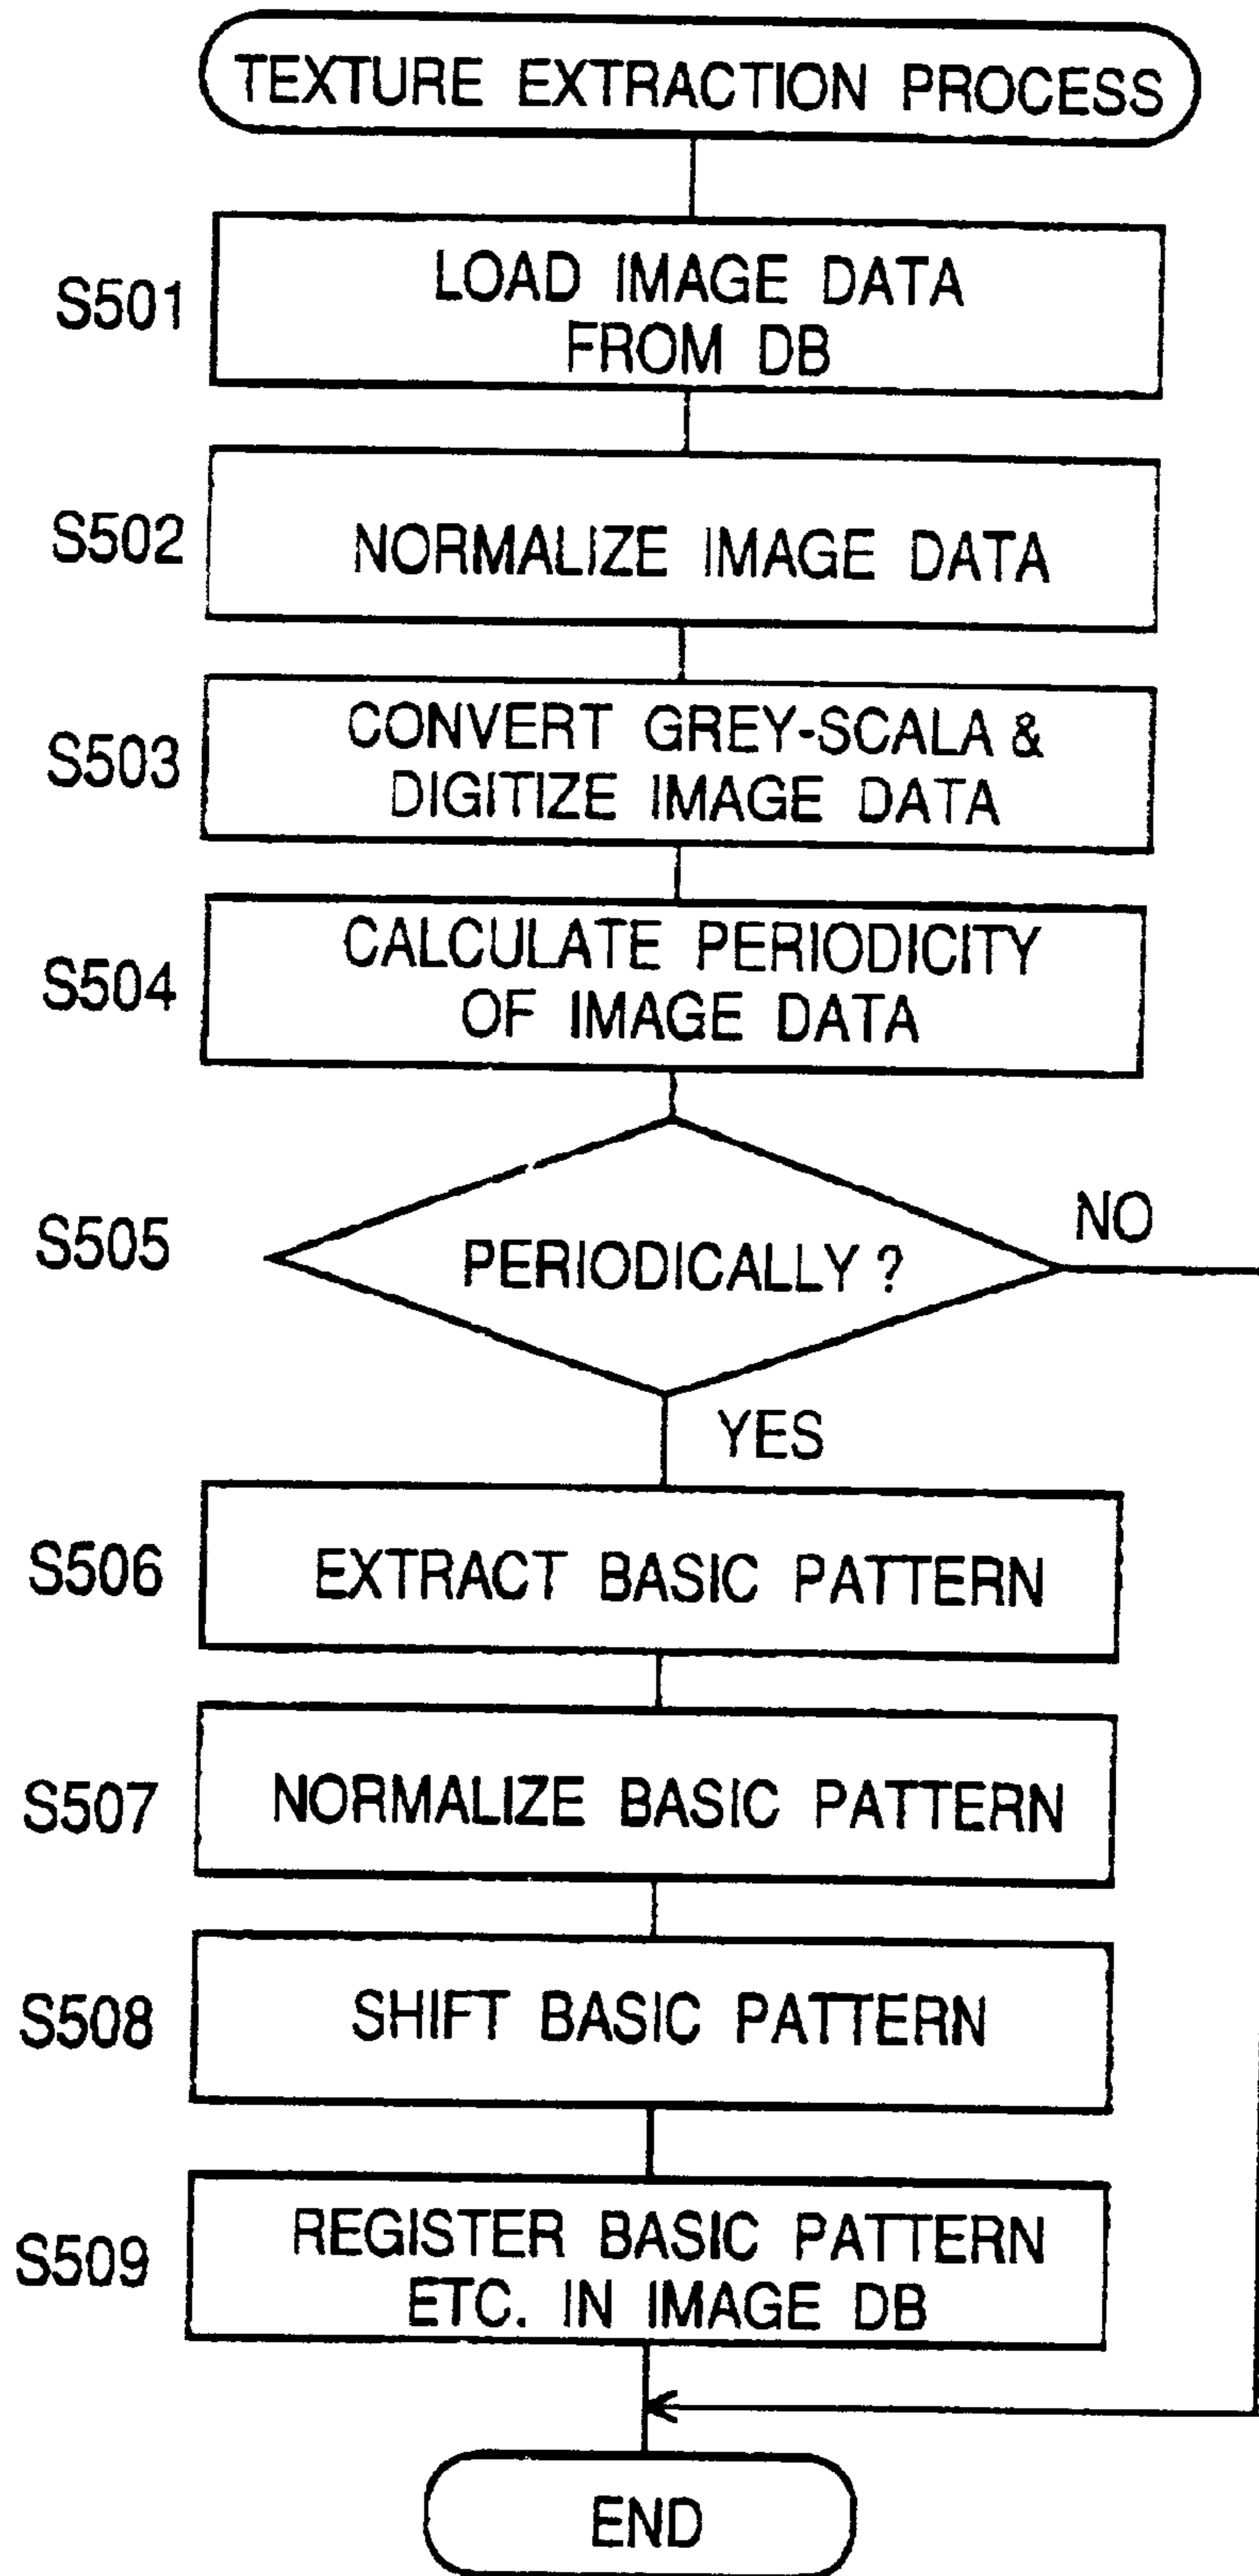 TEXTURE EXTRACTION PROCESS
S501
LOAD IMAGE DATA
FROM DB
S502
NORMALIZE IMAGE DATA
S503
CONVERT GREY-SCALA &
DIGITIZE IMAGE DATA
S504
CALCULATE PERIODICITY
OF IMAGE DATA
S505
PERIODICALLY ?
NO
YES
S506
EXTRACT BASIC PATTERN
S507
NORMALIZE BASIC PATTERN
S508
SHIFT BASIC PATTERN
S509
REGISTER BASIC PATTERN
ETC. IN IMAGE DB
END